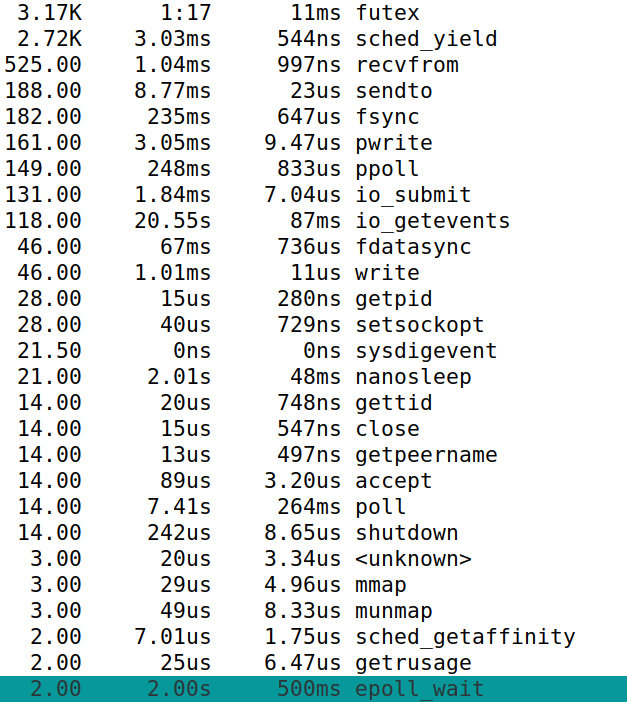 3.17K 1:17 11ms futex
2.72K 3.03ms 544ns sched_yield
525.00 1.04ms 997ns recvfrom
188.00 8.77ms 23us sendto
182.00 235ms 647us fsync
161.00 3.05ms 9.47us pwrite
149.00 248ms 833us ppoll
131.00 1.84ms 7.04us io_submit
118.00 20.55s 87ms io_getevents
46.00 67ms 736us fdatasync
46.00 1.01ms 11us write
28.00 15us 280ns getpid
28.00 40us 729ns setsockopt
21.50 0ns 0ns sysdigevent
21.00 2.01s 48ms nanosleep
14.00 20us 748ns gettid
14.00 15us 547ns close
14.00 13us 497ns getpeername
14.00 89us 3.20us accept
14.00 7.41s 264ms poll
14.00 242us 8.65us shutdown
3.00 20us 3.34us <unknown>
3.00 29us 4.96us mmap
3.00 49us 8.33us munmap
2.00 7.01us 1.75us sched_getaffinity
2.00 25us 6.47us getrusage
2.00 2.00s 500ms epoll_wait